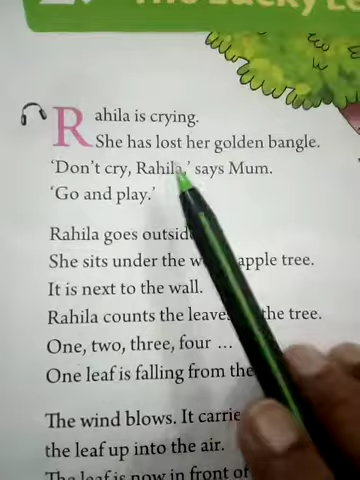 The Lucky Le
Rahila is crying.
She has lost her golden bangle.
‘Don’t cry, Rahila,’ says Mum.
‘Go and play.’
Rahila goes outside
She sits under the w apple tree.
It is next to the wall.
Rahila counts the leaves the tree.
One, two, three, four ...
One leaf is falling from the
The wind blows. It carrie
the leaf up into the air.
The leaf is now in front of